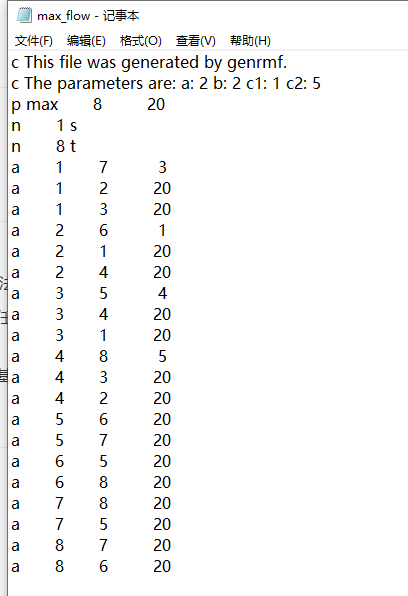 max_flow - 记事本
文件(F) 编辑(E) 格式(O) 查看(V) 帮助(H)
c This file was generated by genrmf.
c The parameters are: a: 2 b: 2 c1: 1 c2: 5
p max 8 20
n 1 s
n 8 t
a 1 7 3
a 1 2 20
a 1 3 20
a 2 6 1
a 2 1 20
a 2 4 20
a 3 5 4
a 3 4 20
a 3 1 20
a 4 8 5
a 4 3 20
a 4 2 20
a 5 6 20
a 5 7 20
a 6 5 20
a 6 8 20
a 7 8 20
a 7 5 20
a 8 7 20
a 8 6 20